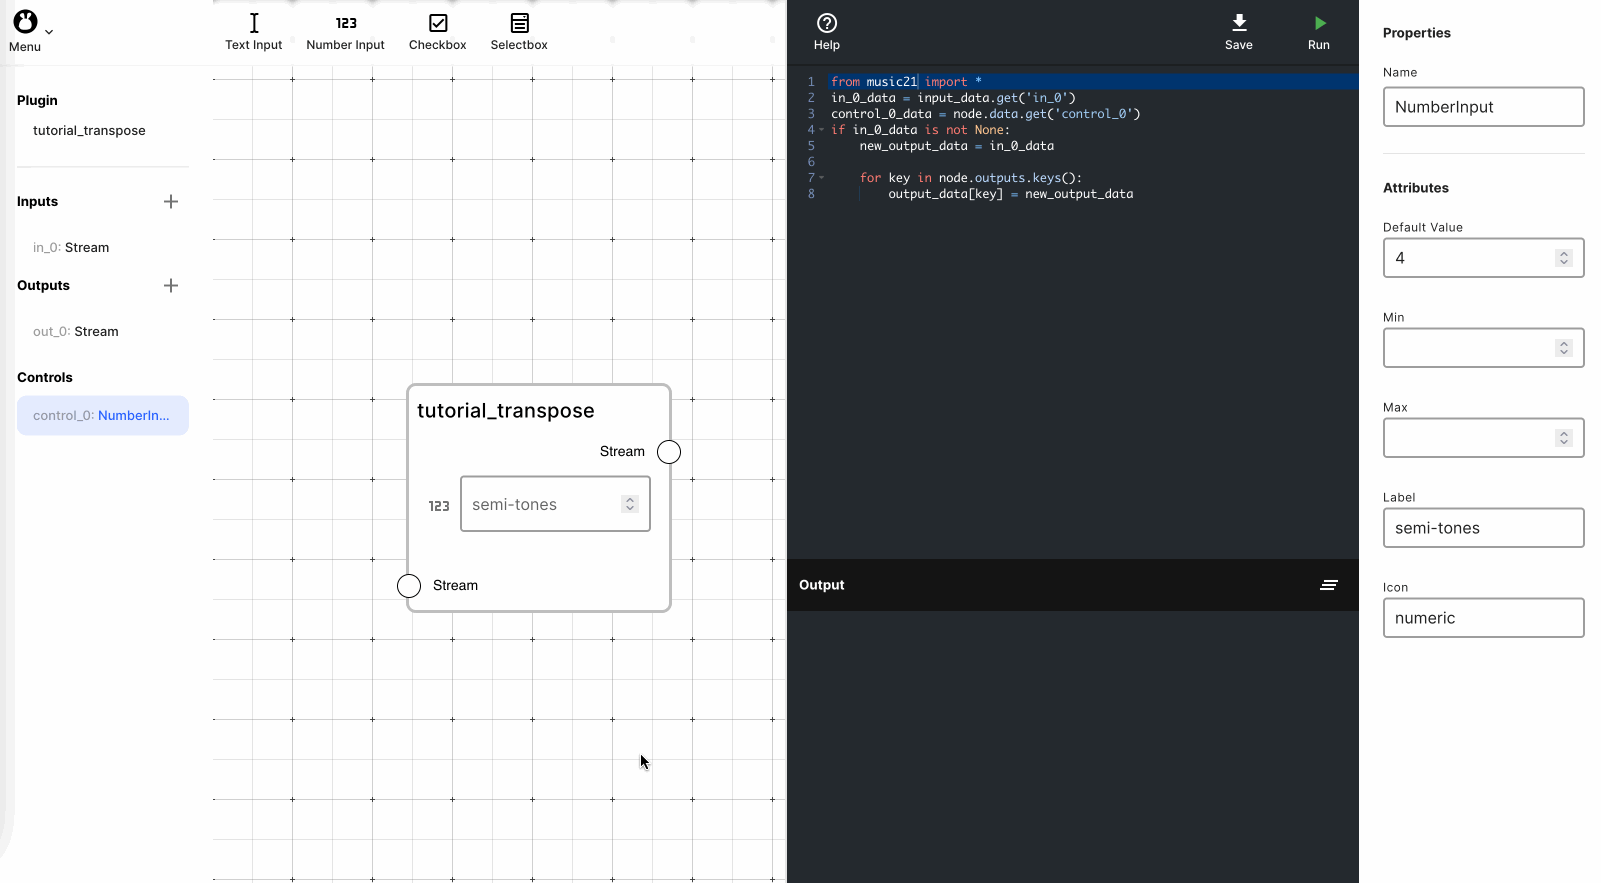 Menu
Text Input
123
Number Input
Checkbox
Selectbox
Plugin
tutorial_transpose
Inputs
in_0: Stream
Outputs
out_0: Stream
Controls
control_0: NumberIn...
tutorial_transpose
Stream
123 semi-tones
Stream
Help
Save
Run
1 from music21 import *
2 in_0_data = input_data.get('in_0')
3 control_0_data = node.data.get('control_0')
4 if in_0_data is not None:
5 new_output_data = in_0_data
6
7 for key in node.outputs.keys():
8 output_data[key] = new_output_data
Output
Properties
Name
NumberInput
Attributes
Default Value
4
Min
Max
Label
semi-tones
Icon
numeric